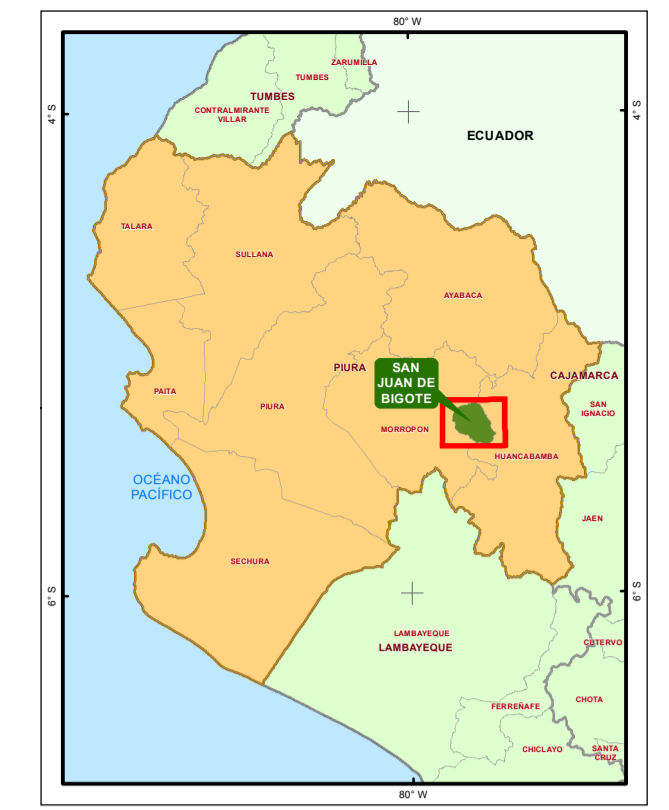 80° W
ZARUMILLA
TUMBES
TUMBES
CONTRALMIRANTE
VILLAR
4° S
4° S
ECUADOR
TALARA
SULLANA
AYABACA
PIURA
SAN
JUAN DE
BIGOTE
CAJAMARCA
PAITA
PIURA
SAN
IGNACIO
MORROPON
HUANCABAMBA
OCÉANO
PACÍFICO
JAEN
SECHURA
6° S
6° S
LAMBAYEQUE
LAMBAYEQUE
CUTERVO
FERREÑAFE
CHOTA
CHICLAYO
SANTA
CRUZ
80° W